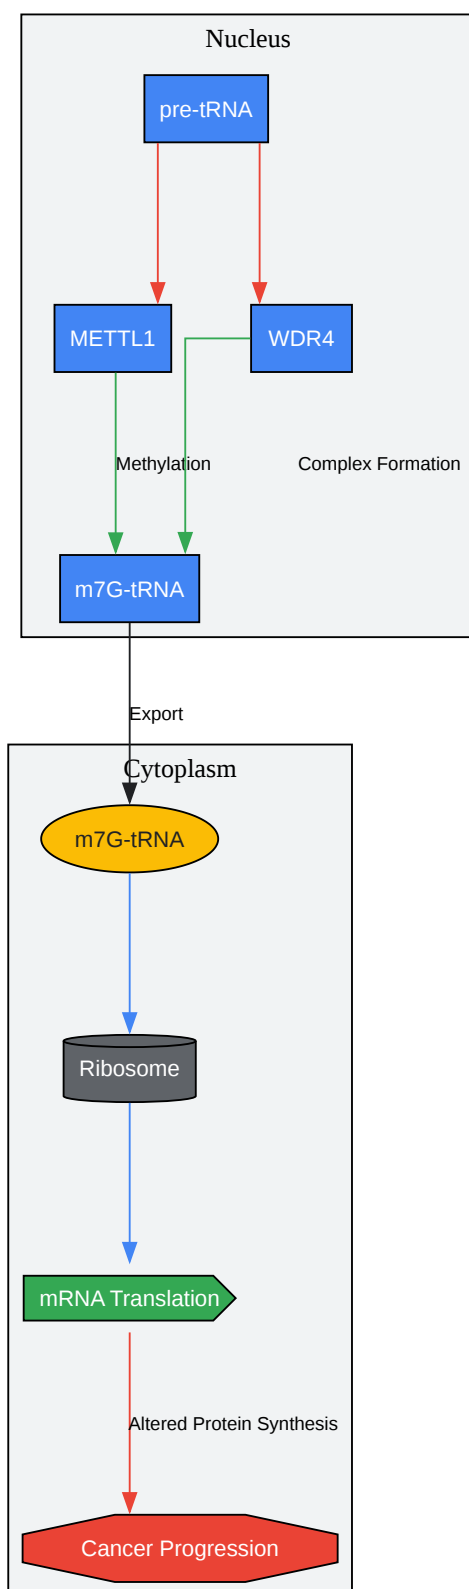 Nucleus
pre-tRNA
METTL1
WDR4
Methylation
Complex Formation
m7G-tRNA
Export
Cytoplasm
m7G-tRNA
Ribosome
mRNA Translation
Altered Protein Synthesis
Cancer Progression